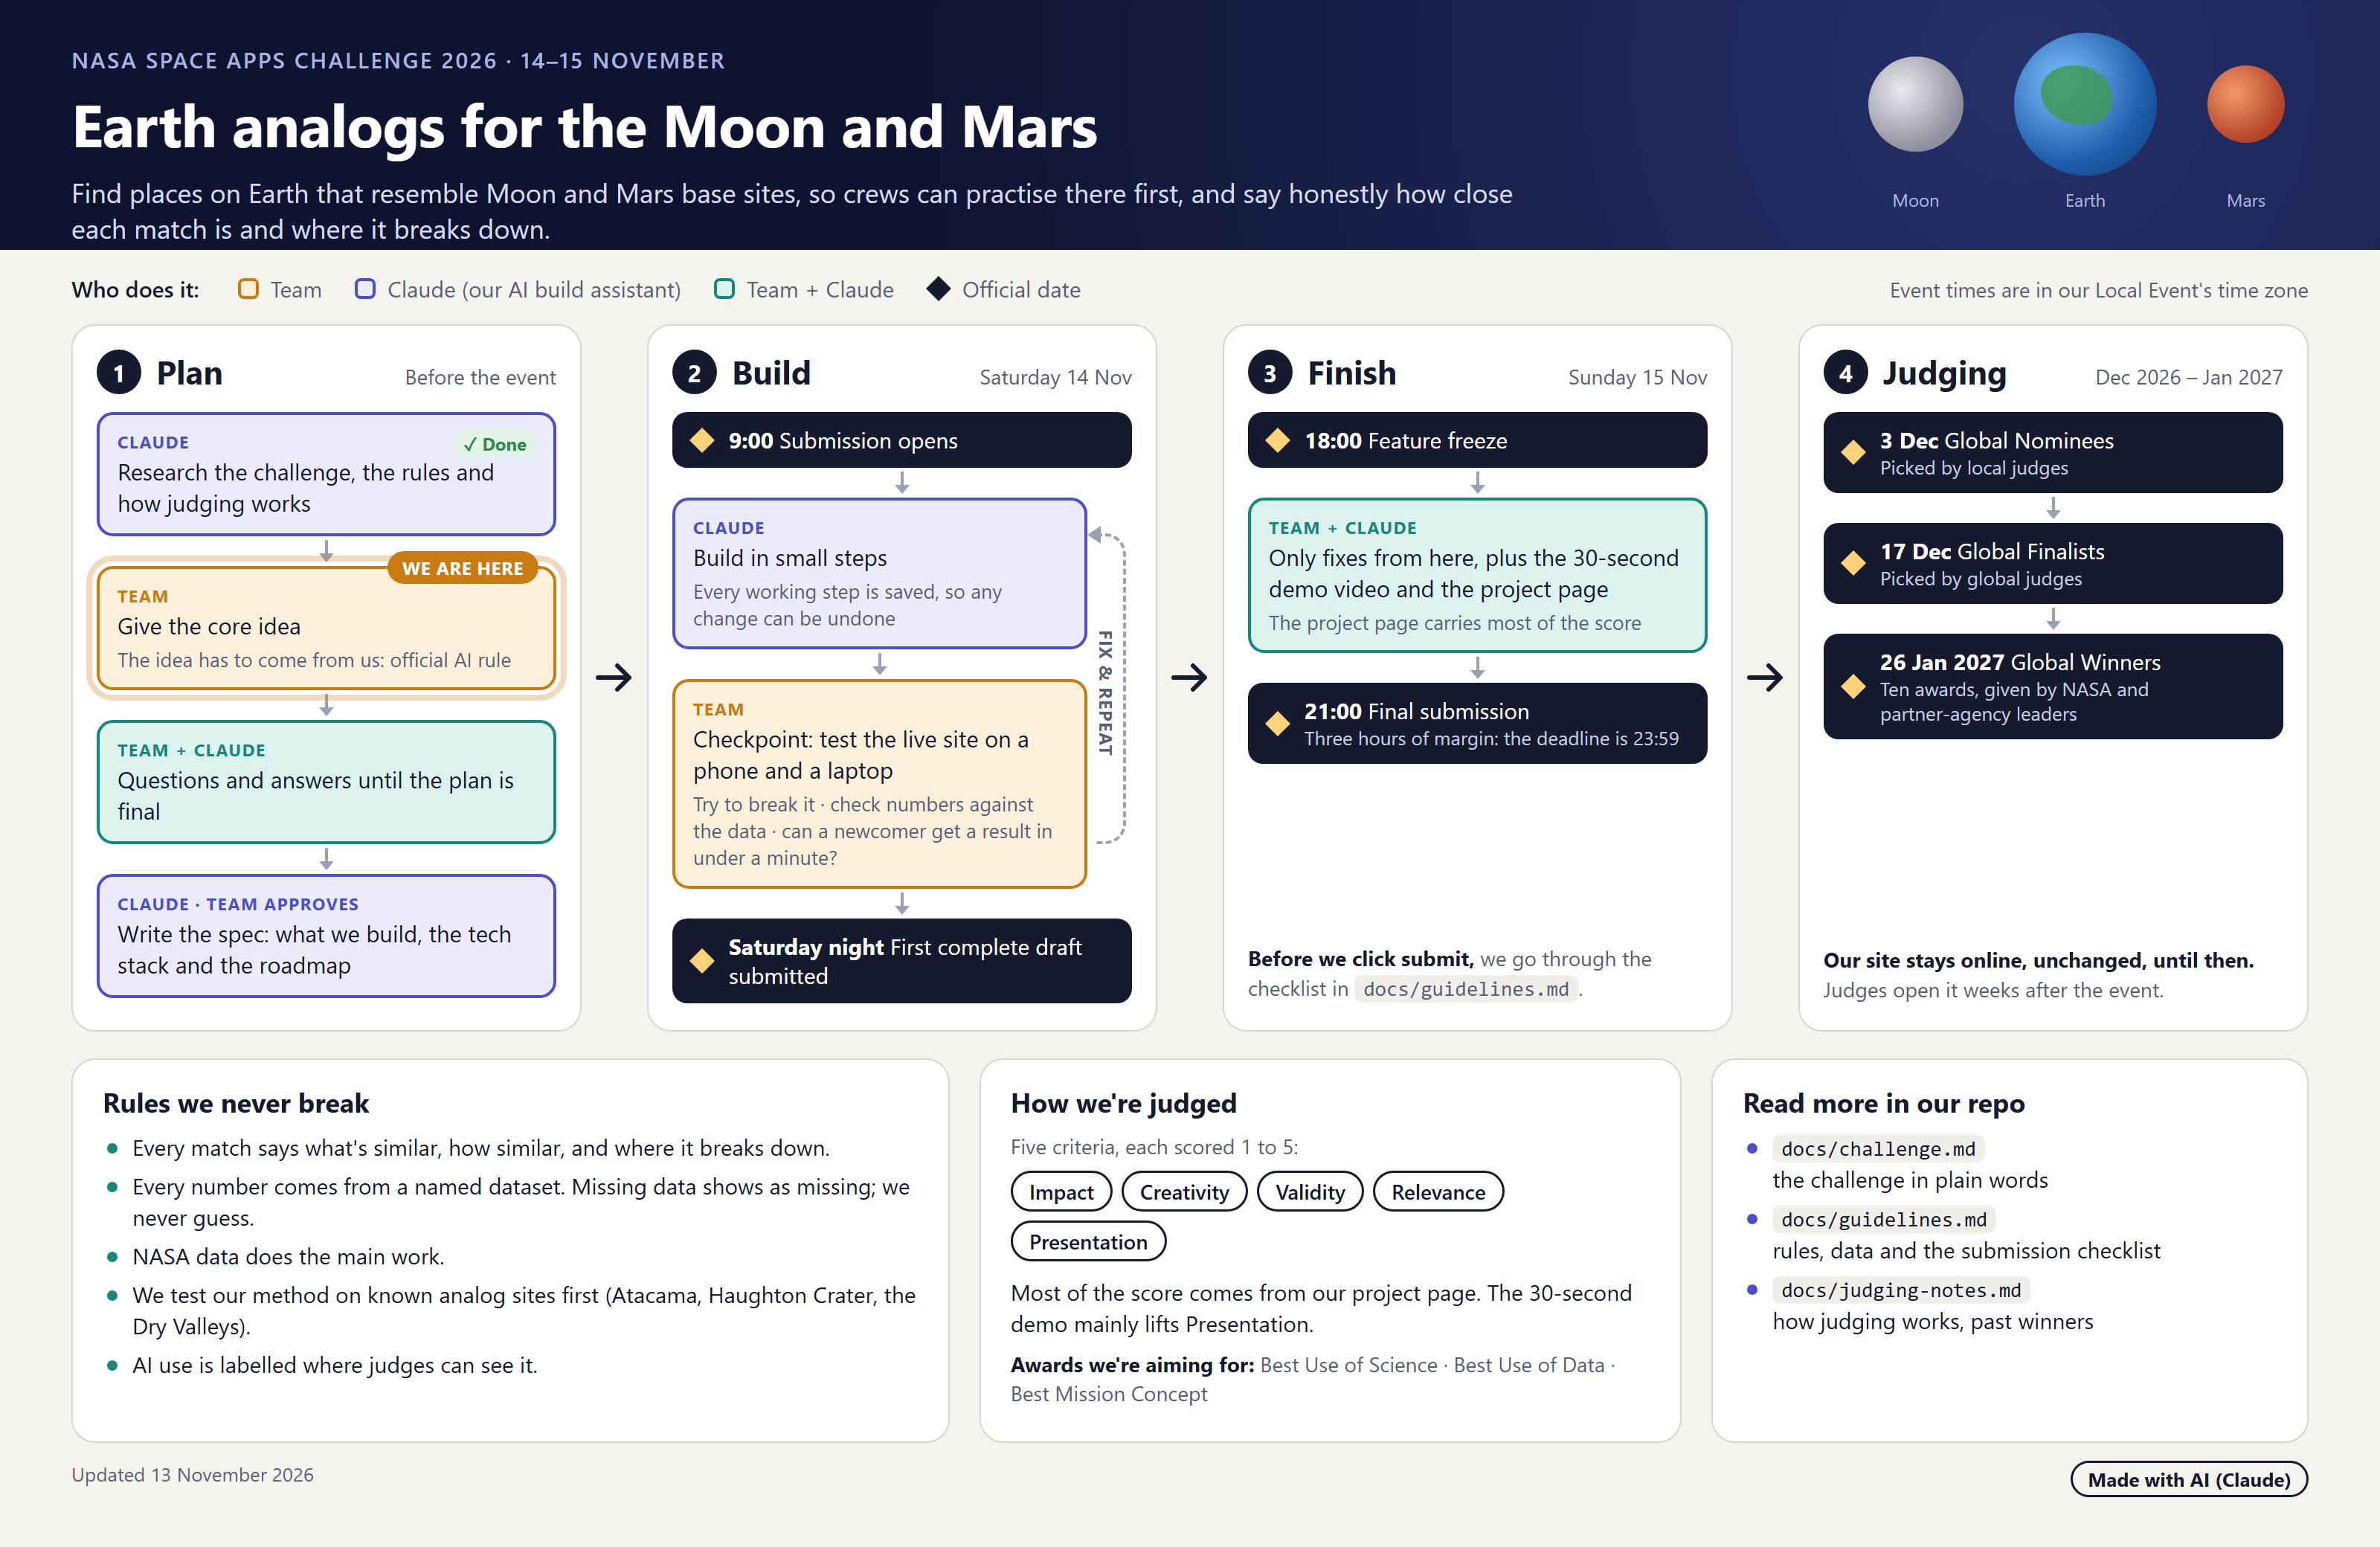 NASA SPACE APPS CHALLENGE 2026 · 14–15 NOVEMBER
Earth analogs for the Moon and Mars
Find places on Earth that resemble Moon and Mars base sites, so crews can practise there first, and say honestly how close
each match is and where it breaks down.
Moon
Earth
Mars
Who does it:
Team
Claude (our AI build assistant)
Team + Claude
Official date
Event times are in our Local Event's time zone
1 Plan
Before the event
CLAUDE
✓ Done
Research the challenge, the rules and
how judging works
WE ARE HERE
TEAM
Give the core idea
The idea has to come from us: official AI rule
TEAM + CLAUDE
Questions and answers until the plan is
final
CLAUDE · TEAM APPROVES
Write the spec: what we build, the tech
stack and the roadmap
2 Build
Saturday 14 Nov
9:00 Submission opens
CLAUDE
Build in small steps
Every working step is saved, so any
change can be undone
FIX & REPEAT
TEAM
Checkpoint: test the live site on a
phone and a laptop
Try to break it · check numbers against
the data · can a newcomer get a result in
under a minute?
Saturday night First complete draft
submitted
3 Finish
Sunday 15 Nov
18:00 Feature freeze
TEAM + CLAUDE
Only fixes from here, plus the 30-second
demo video and the project page
The project page carries most of the score
21:00 Final submission
Three hours of margin: the deadline is 23:59
Before we click submit, we go through the
checklist in docs/guidelines.md.
4 Judging
Dec 2026 – Jan 2027
3 Dec Global Nominees
Picked by local judges
17 Dec Global Finalists
Picked by global judges
26 Jan 2027 Global Winners
Ten awards, given by NASA and
partner-agency leaders
Our site stays online, unchanged, until then.
Judges open it weeks after the event.
Rules we never break
Every match says what's similar, how similar, and where it breaks down.
Every number comes from a named dataset. Missing data shows as missing; we
never guess.
NASA data does the main work.
We test our method on known analog sites first (Atacama, Haughton Crater, the
Dry Valleys).
AI use is labelled where judges can see it.
How we're judged
Five criteria, each scored 1 to 5:
Impact Creativity Validity Relevance
Presentation
Most of the score comes from our project page. The 30-second
demo mainly lifts Presentation.
Awards we're aiming for: Best Use of Science · Best Use of Data ·
Best Mission Concept
Read more in our repo
docs/challenge.md
the challenge in plain words
docs/guidelines.md
rules, data and the submission checklist
docs/judging-notes.md
how judging works, past winners
Updated 13 November 2026
Made with AI (Claude)